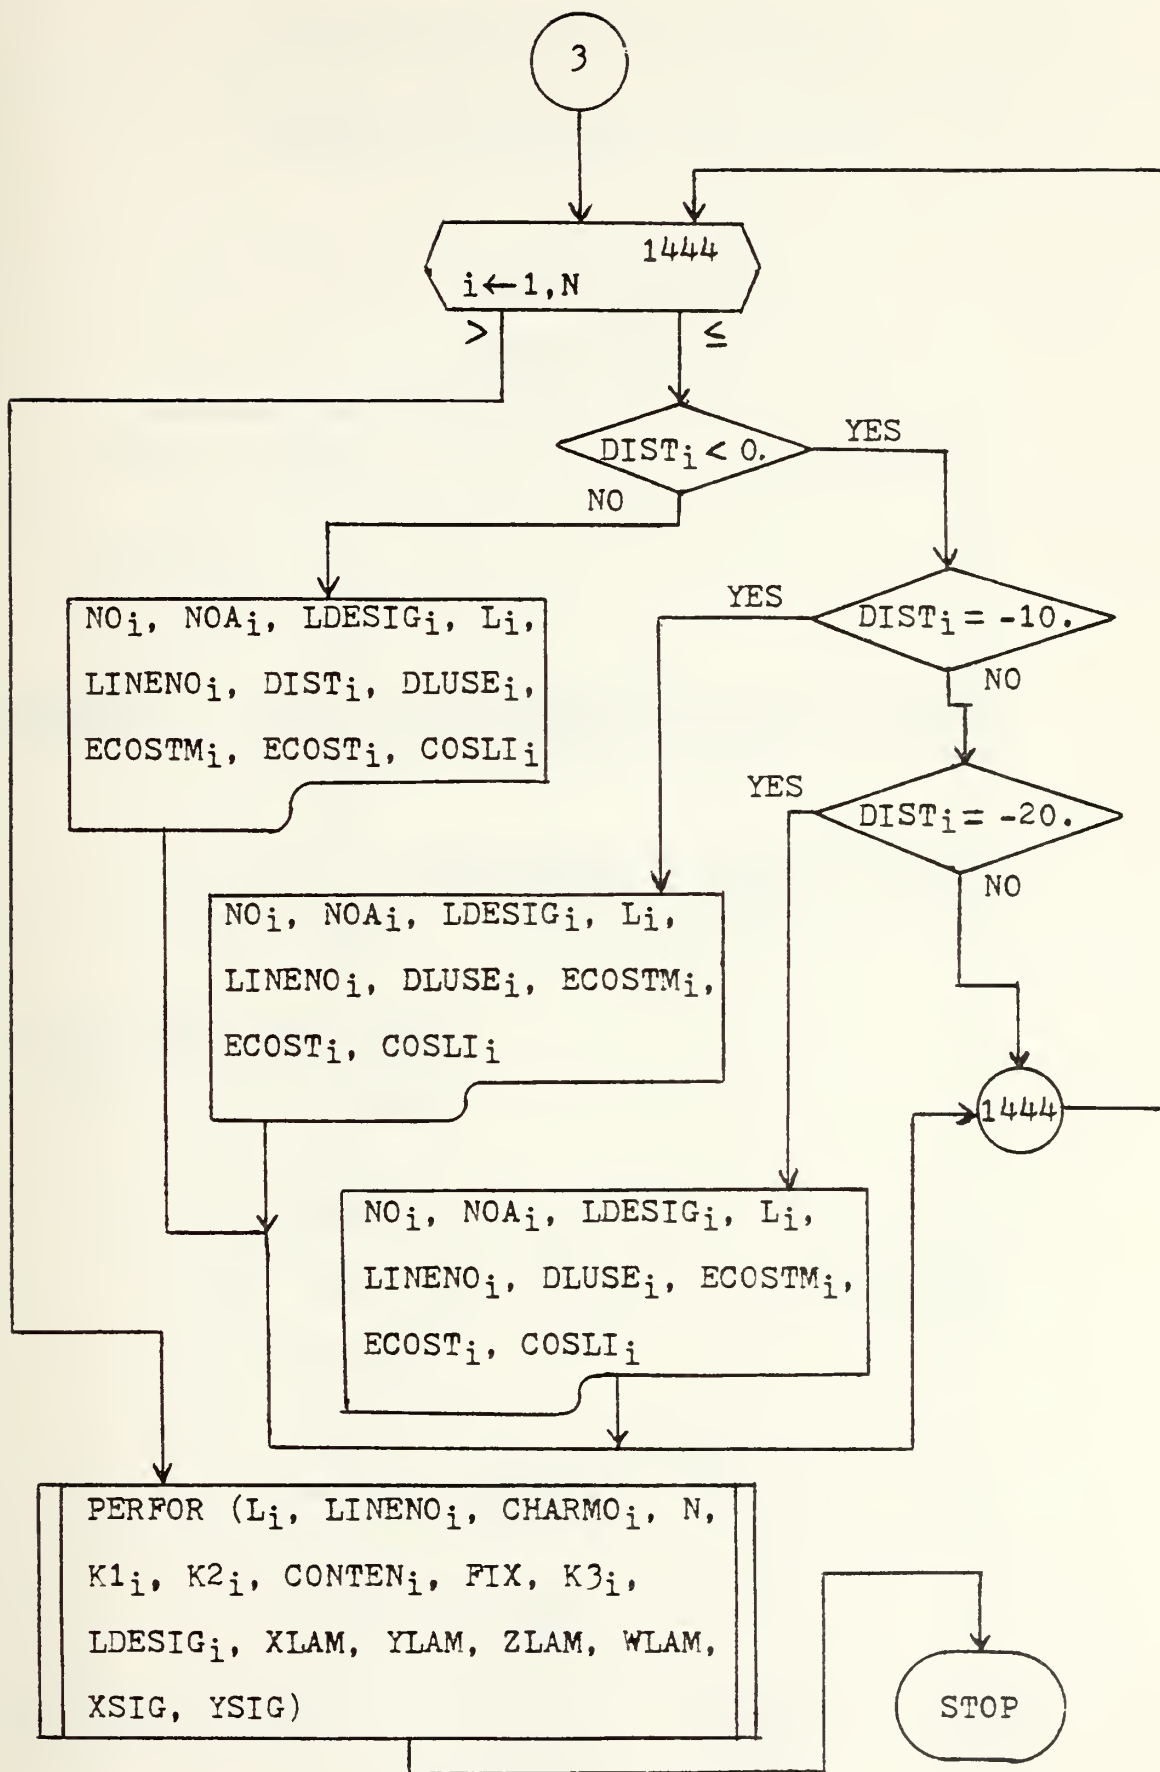 3
1444
i←1,N
> ≤
DISTi < 0.
YES
NO
DISTi = -10.
YES
NO
NOi, NOAi, LDESIGi, Li,
LINENOi, DISTi, DLUSEi,
ECOSTMi, ECOSTi, COSLIi
DISTi = -20.
YES
NO
NOi, NOAi, LDESIGi, Li,
LINENOi, DLUSEi, ECOSTMi,
ECOSTi, COSLIi
1444
NOi, NOAi, LDESIGi, Li,
LINENOi, DLUSEi, ECOSTMi,
ECOSTi, COSLIi
PERFOR (Li, LINENOi, CHARMOi, N,
K1i, K2i, CONTENi, FIX, K3i,
LDESIGi, XLAM, YLAM, ZLAM, WLAM,
XSIG, YSIG)
STOP